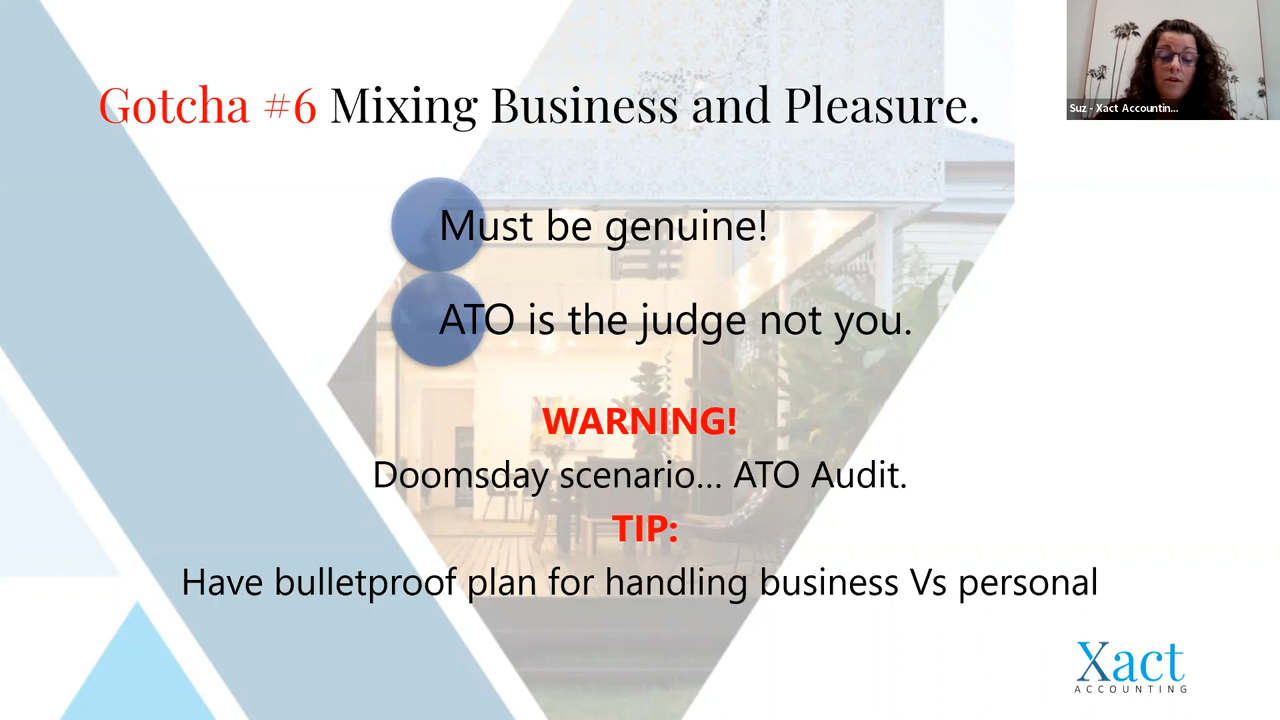 Gotcha #6 Mixing Business and Pleasure.
Suz - Xact Accountin...
Must be genuine!
ATO is the judge not you.
WARNING!
Doomsday scenario... ATO Audit.
TIP:
Have bulletproof plan for handling business Vs personal
Xact
ACCOUNTING